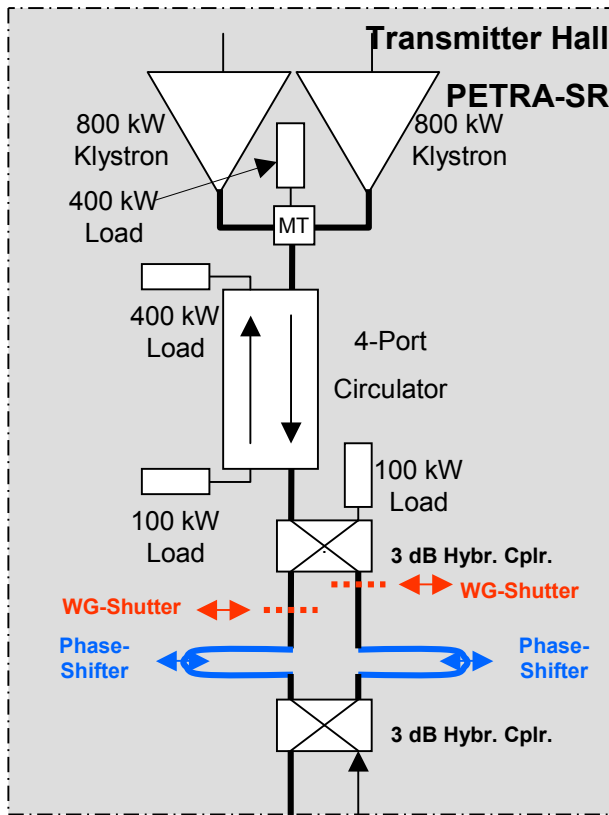 Transmitter Hall
PETRA-SR
800 kW
Klystron
800 kW
Klystron
400 kW
Load
MT
400 kW
Load
4-Port
Circulator
100 kW
Load
100 kW
Load
3 dB Hybr. Cplr.
WG-Shutter
WG-Shutter
Phase-
Shifter
Phase-
Shifter
3 dB Hybr. Cplr.